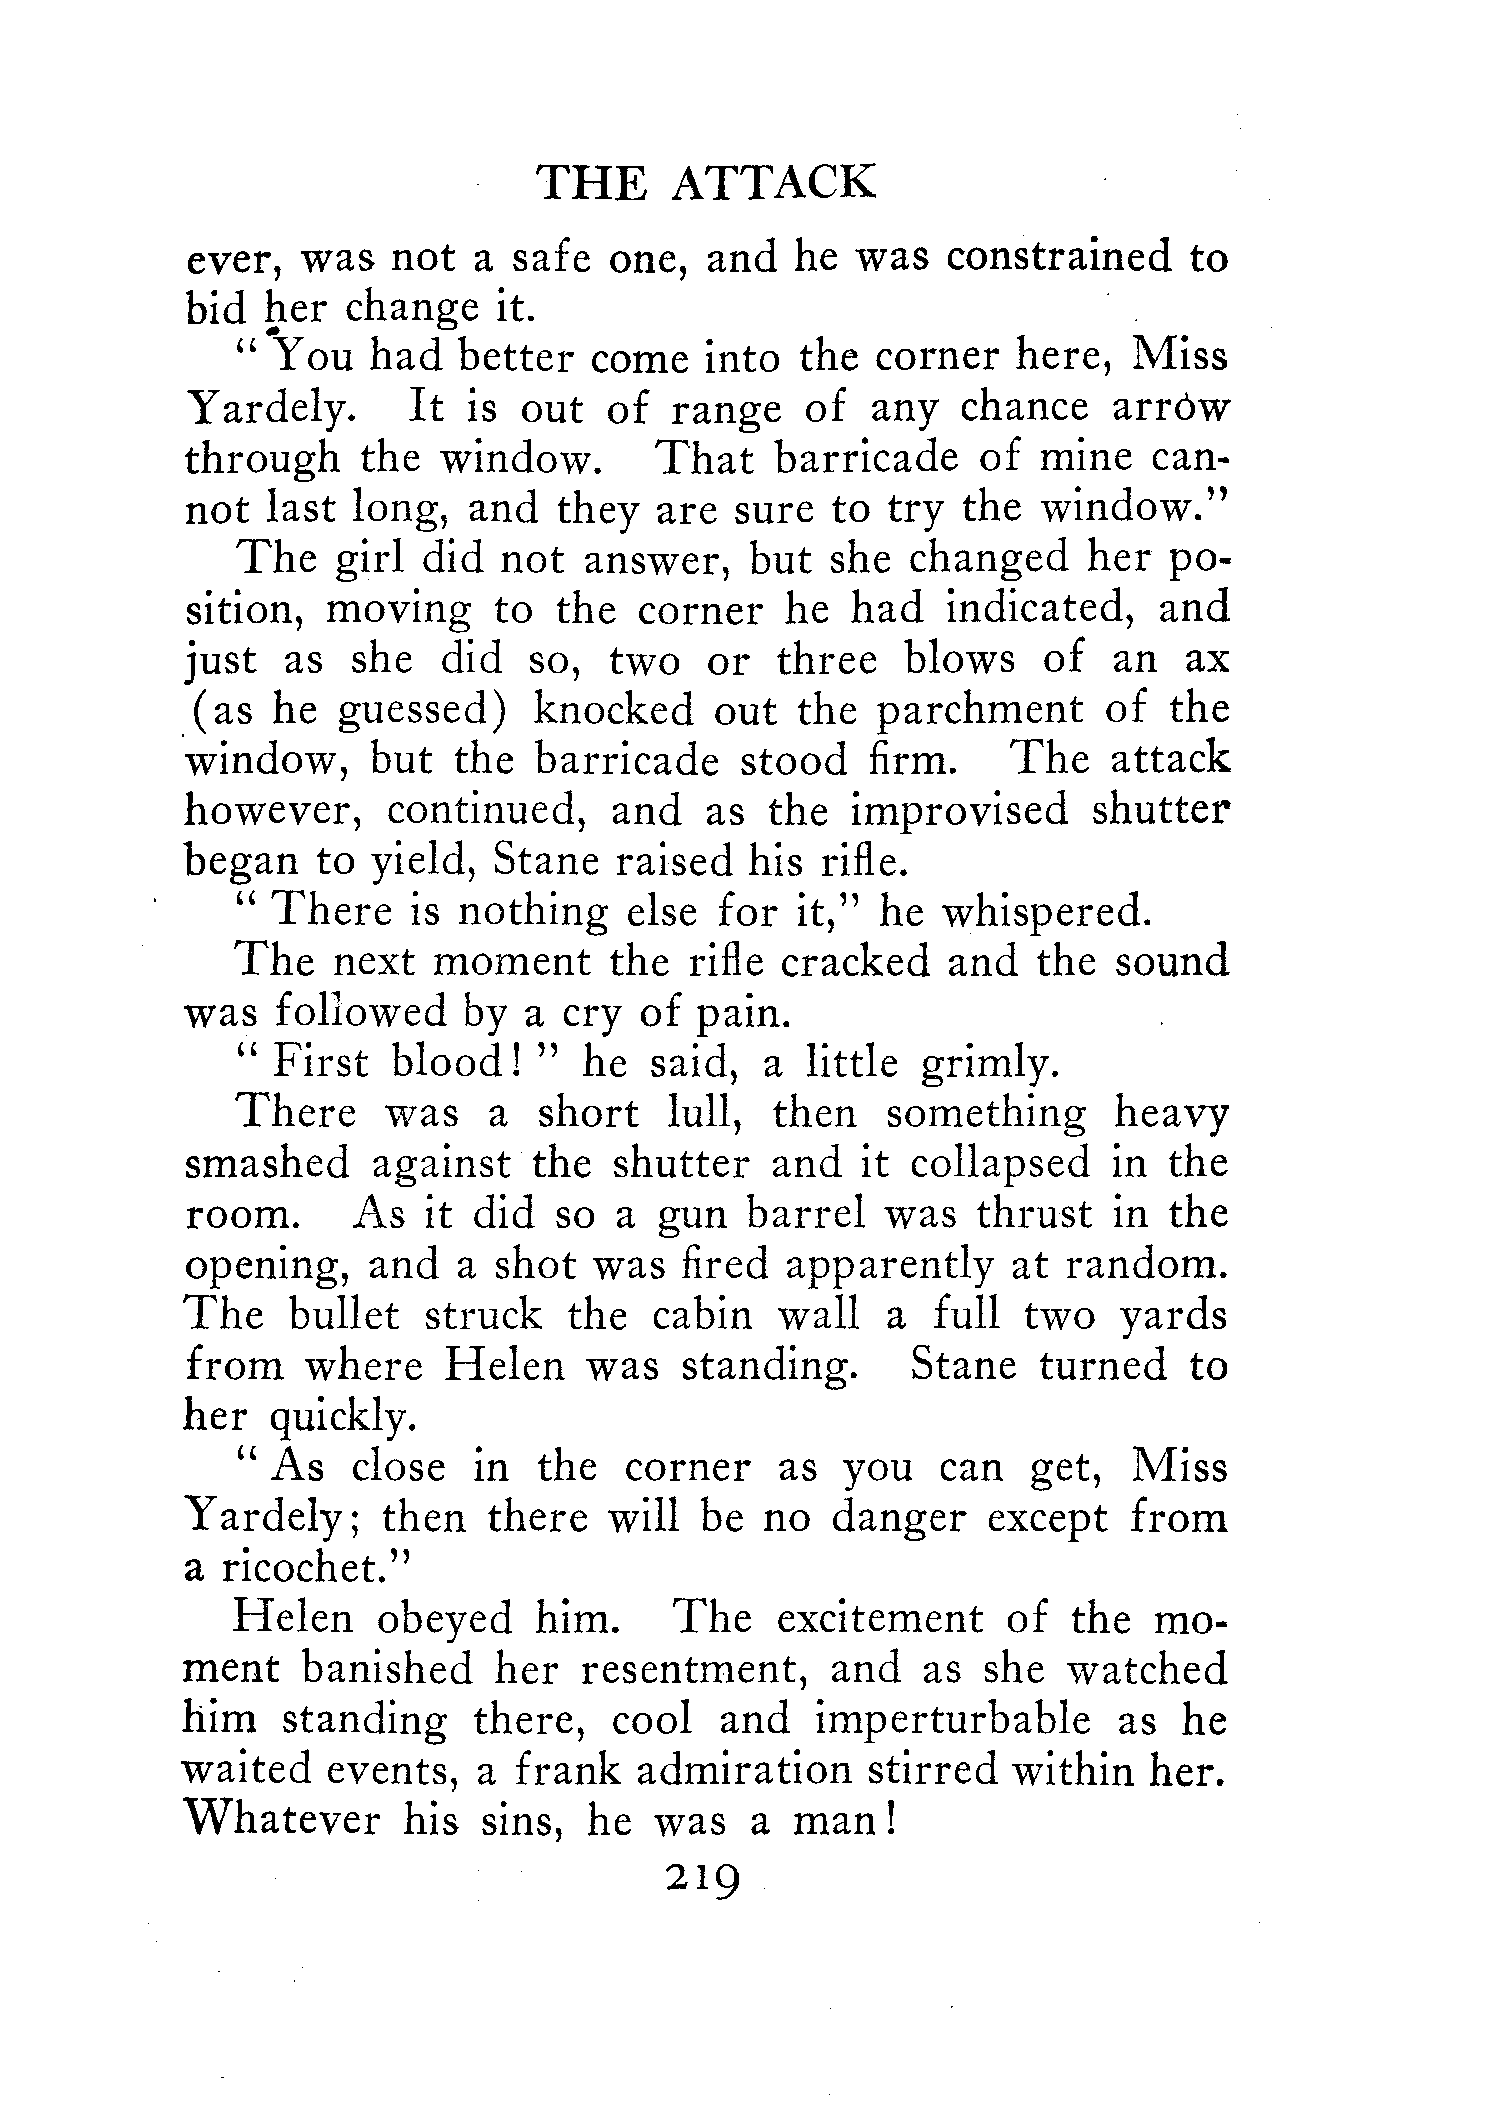 THE ATTACK
ever, was not a safe one, and he was constrained to
bid her change it.
"You had better come into the corner here, Miss
Yardely. It is out of range of any chance arrow
through the window. That barricade of mine can-
not last long, and they are sure to try the window."
The girl did not answer, but she changed her po-
sition, moving to the corner he had indicated, and
just as she did so, two or three blows of an ax
(as he guessed) knocked out the parchment of the
window, but the barricade stood firm. The attack
however, continued, and as the improvised shutter
began to yield, Stane raised his rifle.
"There is nothing else for it," he whispered.
The next moment the rifle cracked and the sound
was followed by a cry of pain.
"First blood!" he said, a little grimly.
There was a short lull, then something heavy
smashed against the shutter and it collapsed in the
room. As it did so a gun barrel was thrust in the
opening, and a shot was fired apparently at random.
The bullet struck the cabin wall a full two yards
from where Helen was standing. Stane turned to
her quickly.
"As close in the corner as you can get, Miss
Yardely; then there will be no danger except from
a ricochet."
Helen obeyed him. The excitement of the mo-
ment banished her resentment, and as she watched
him standing there, cool and imperturbable as he
waited events, a frank admiration stirred within her.
Whatever his sins, he was a man!
219